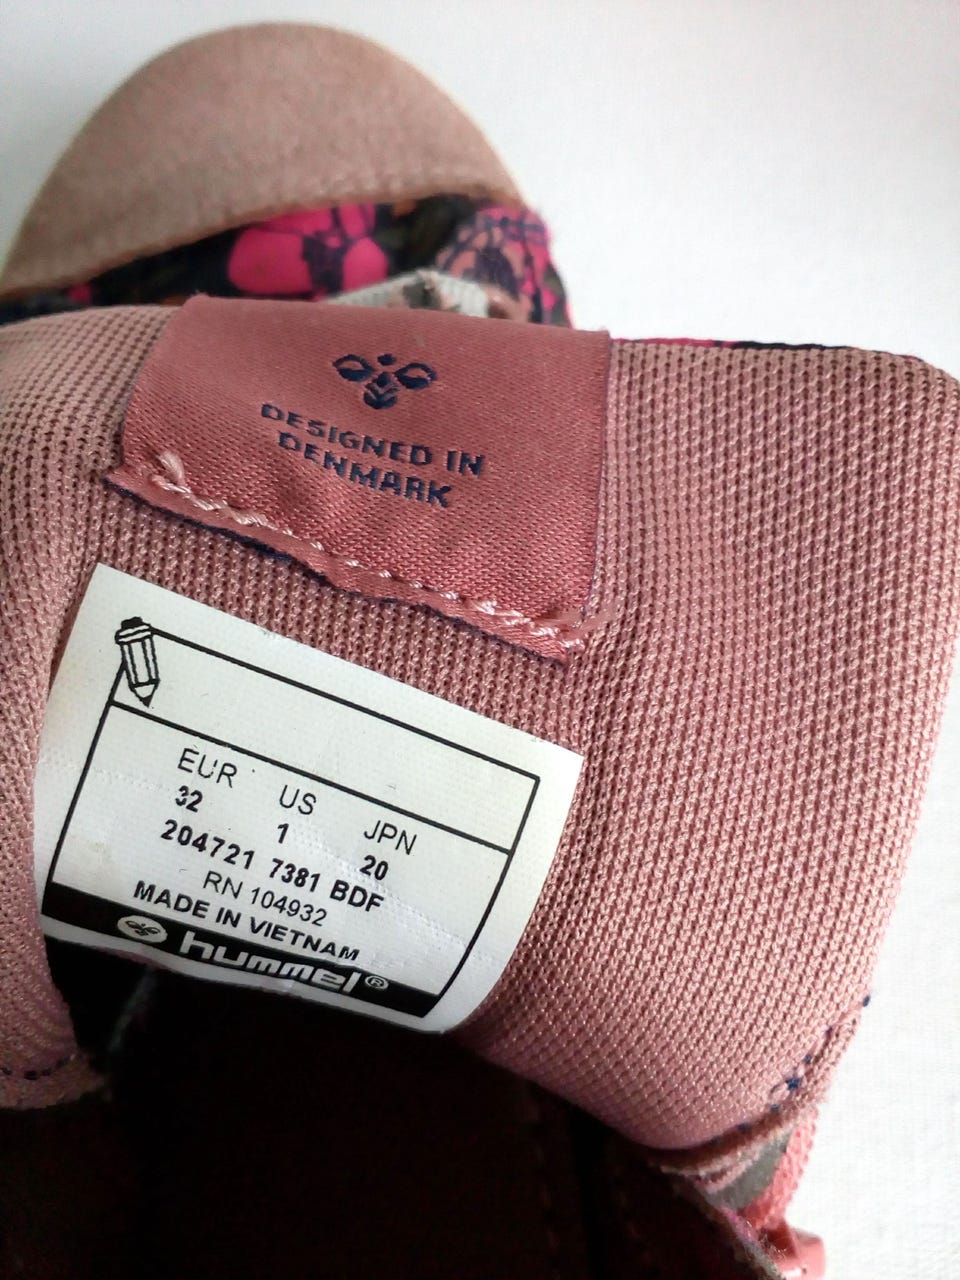 DESIGNED IN
DENMARK
EUR US JPN
32 1 20
204721 7381 BDF
RN 104932
MADE IN VIETNAM
hummel®